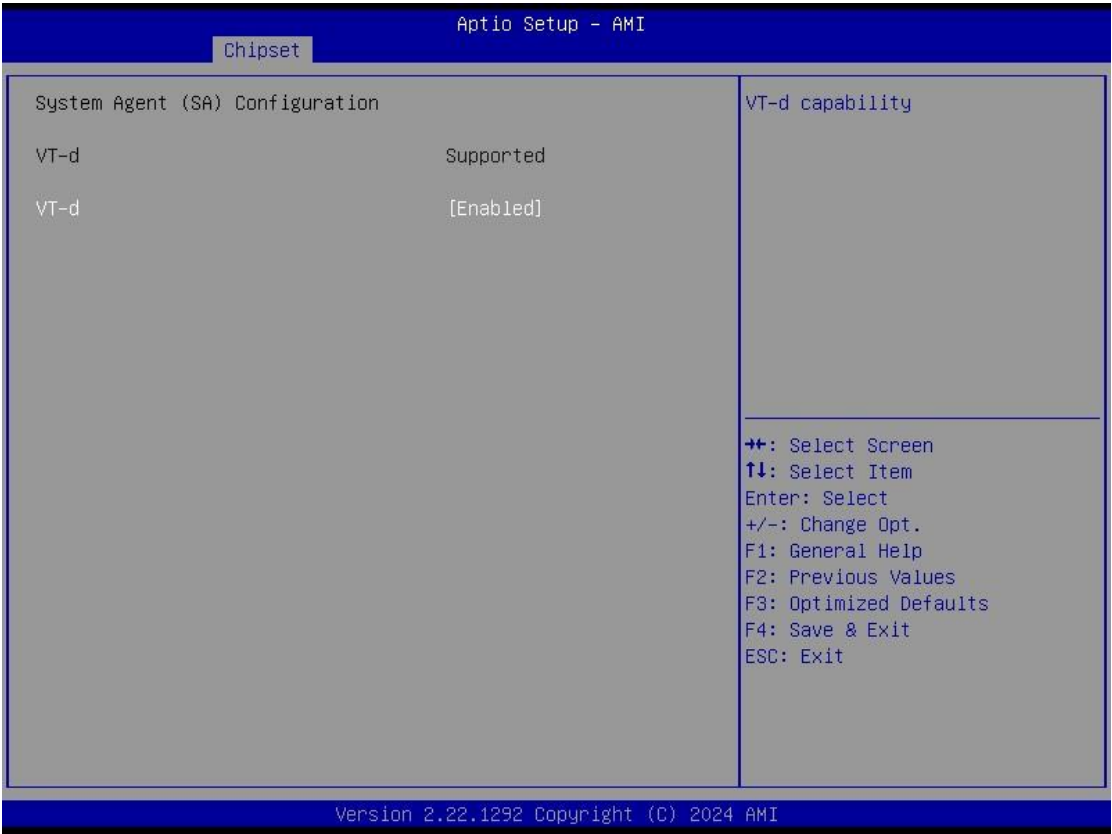 Aptio Setup - AMI
Chipset
System Agent (SA) Configuration
VT-d Supported
VT-d [Enabled]
VT-d capability
→←: Select Screen
↑↓: Select Item
Enter: Select
+/-: Change Opt.
F1: General Help
F2: Previous Values
F3: Optimized Defaults
F4: Save & Exit
ESC: Exit
Version 2.22.1292 Copyright (C) 2024 AMI